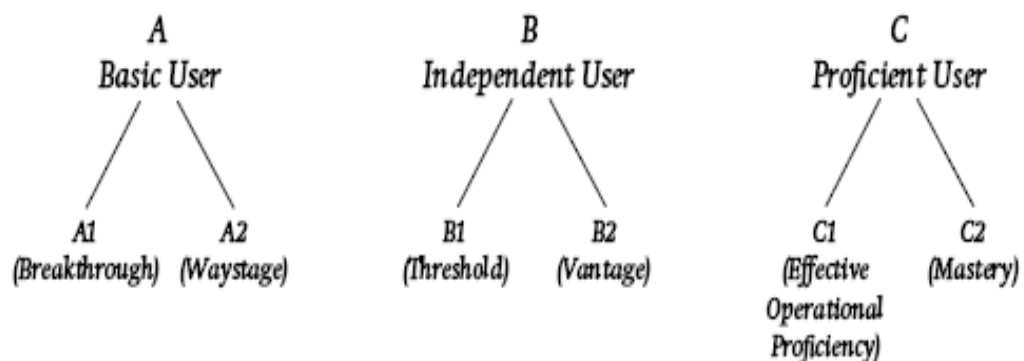 A
Basic User
B
Independent User
C
Proficient User
A1
(Breakthrough)
A2
(Waystage)
B1
(Threshold)
B2
(Vantage)
C1
(Effective
Operational
Proficiency)
C2
(Mastery)